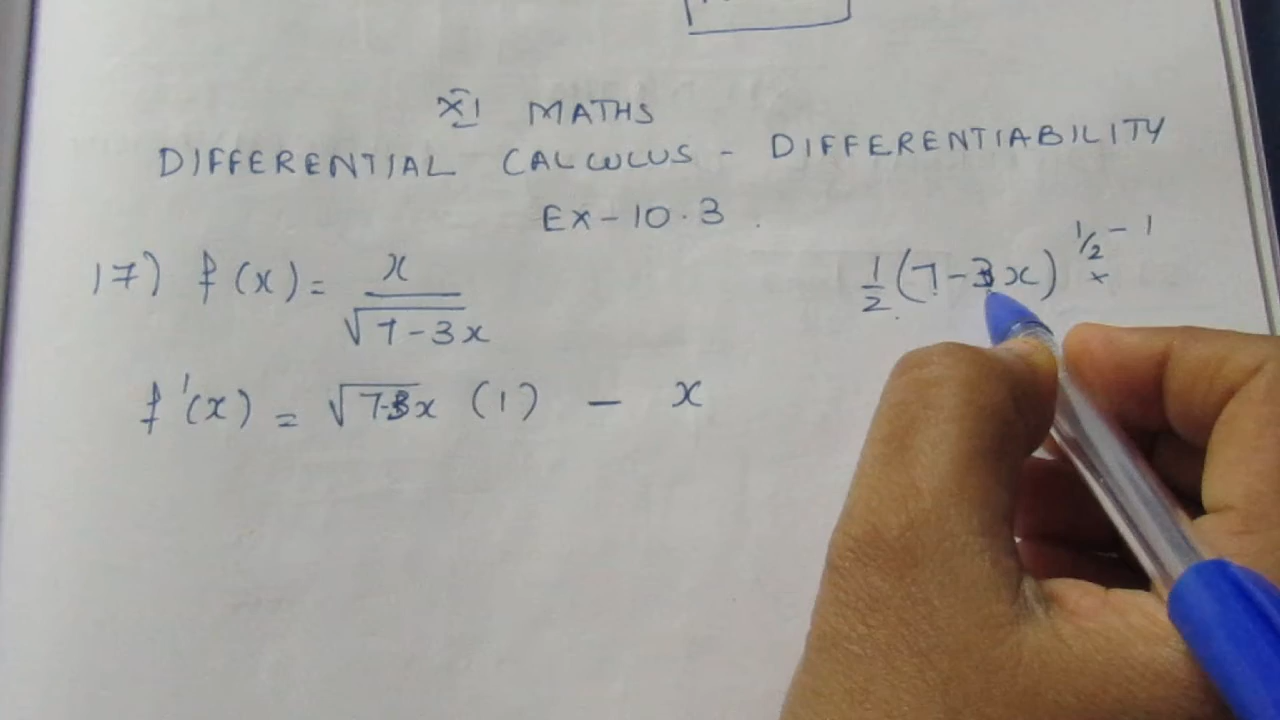 XI MATHS
DIFFERENTIAL CALCULUS - DIFFERENTIABILITY
EX-10.3.
17) f(x) = x/√(7-3x)
1/2 (7-3x)^(1/2 - 1) ×
f'(x) = √(7-3x) (1) - x